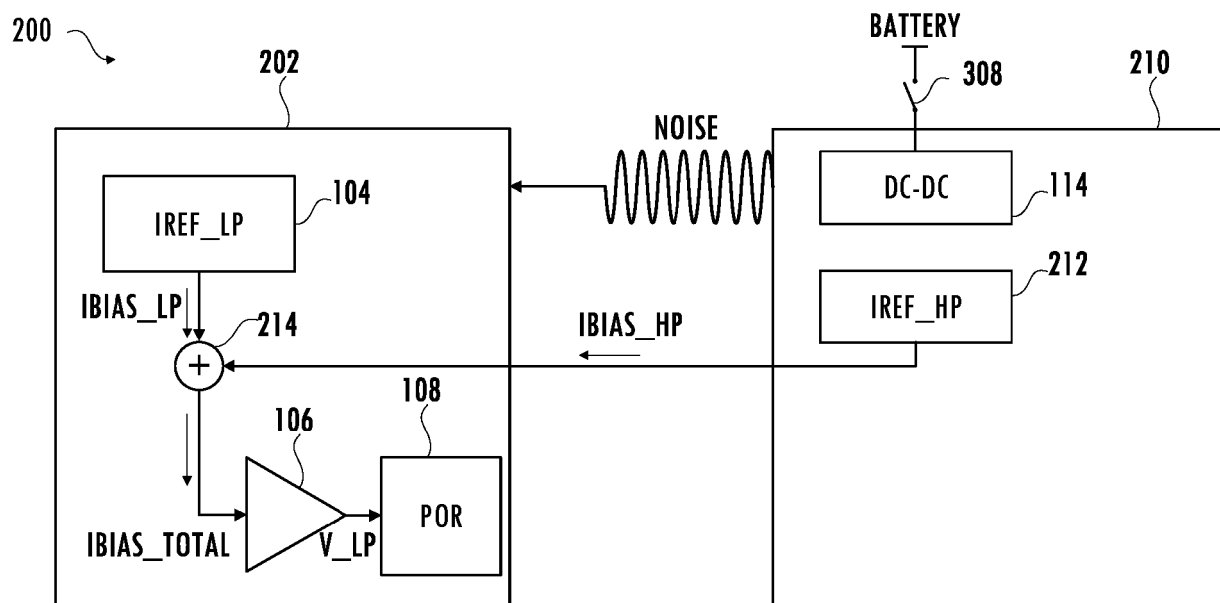 200
202
BATTERY
308
210
NOISE
DC-DC
114
104
IREF_LP
212
IREF_HP
IBIAS_LP
214
IBIAS_HP
+
106
108
POR
IBIAS_TOTAL
V_LP